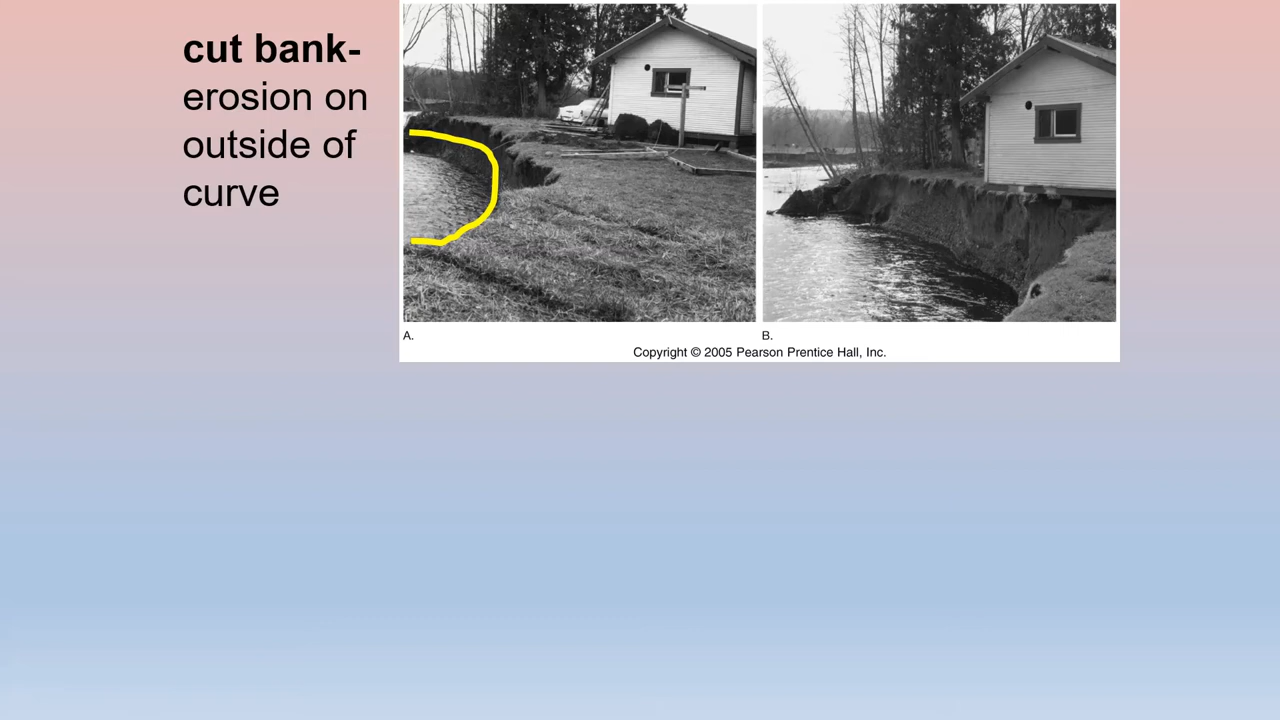 cut bank-
erosion on
outside of
curve
A.
B.
Copyright © 2005 Pearson Prentice Hall, Inc.